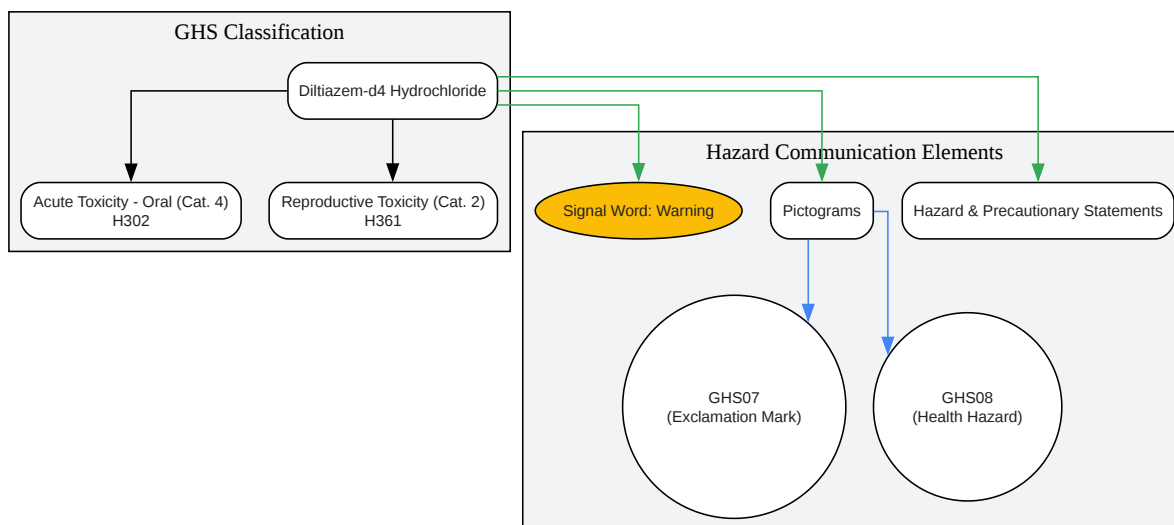 GHS Classification
Diltiazem-d4 Hydrochloride
Acute Toxicity - Oral (Cat. 4)
H302
Reproductive Toxicity (Cat. 2)
H361
Hazard Communication Elements
Signal Word: Warning
Pictograms
Hazard & Precautionary Statements
GHS07
(Exclamation Mark)
GHS08
(Health Hazard)